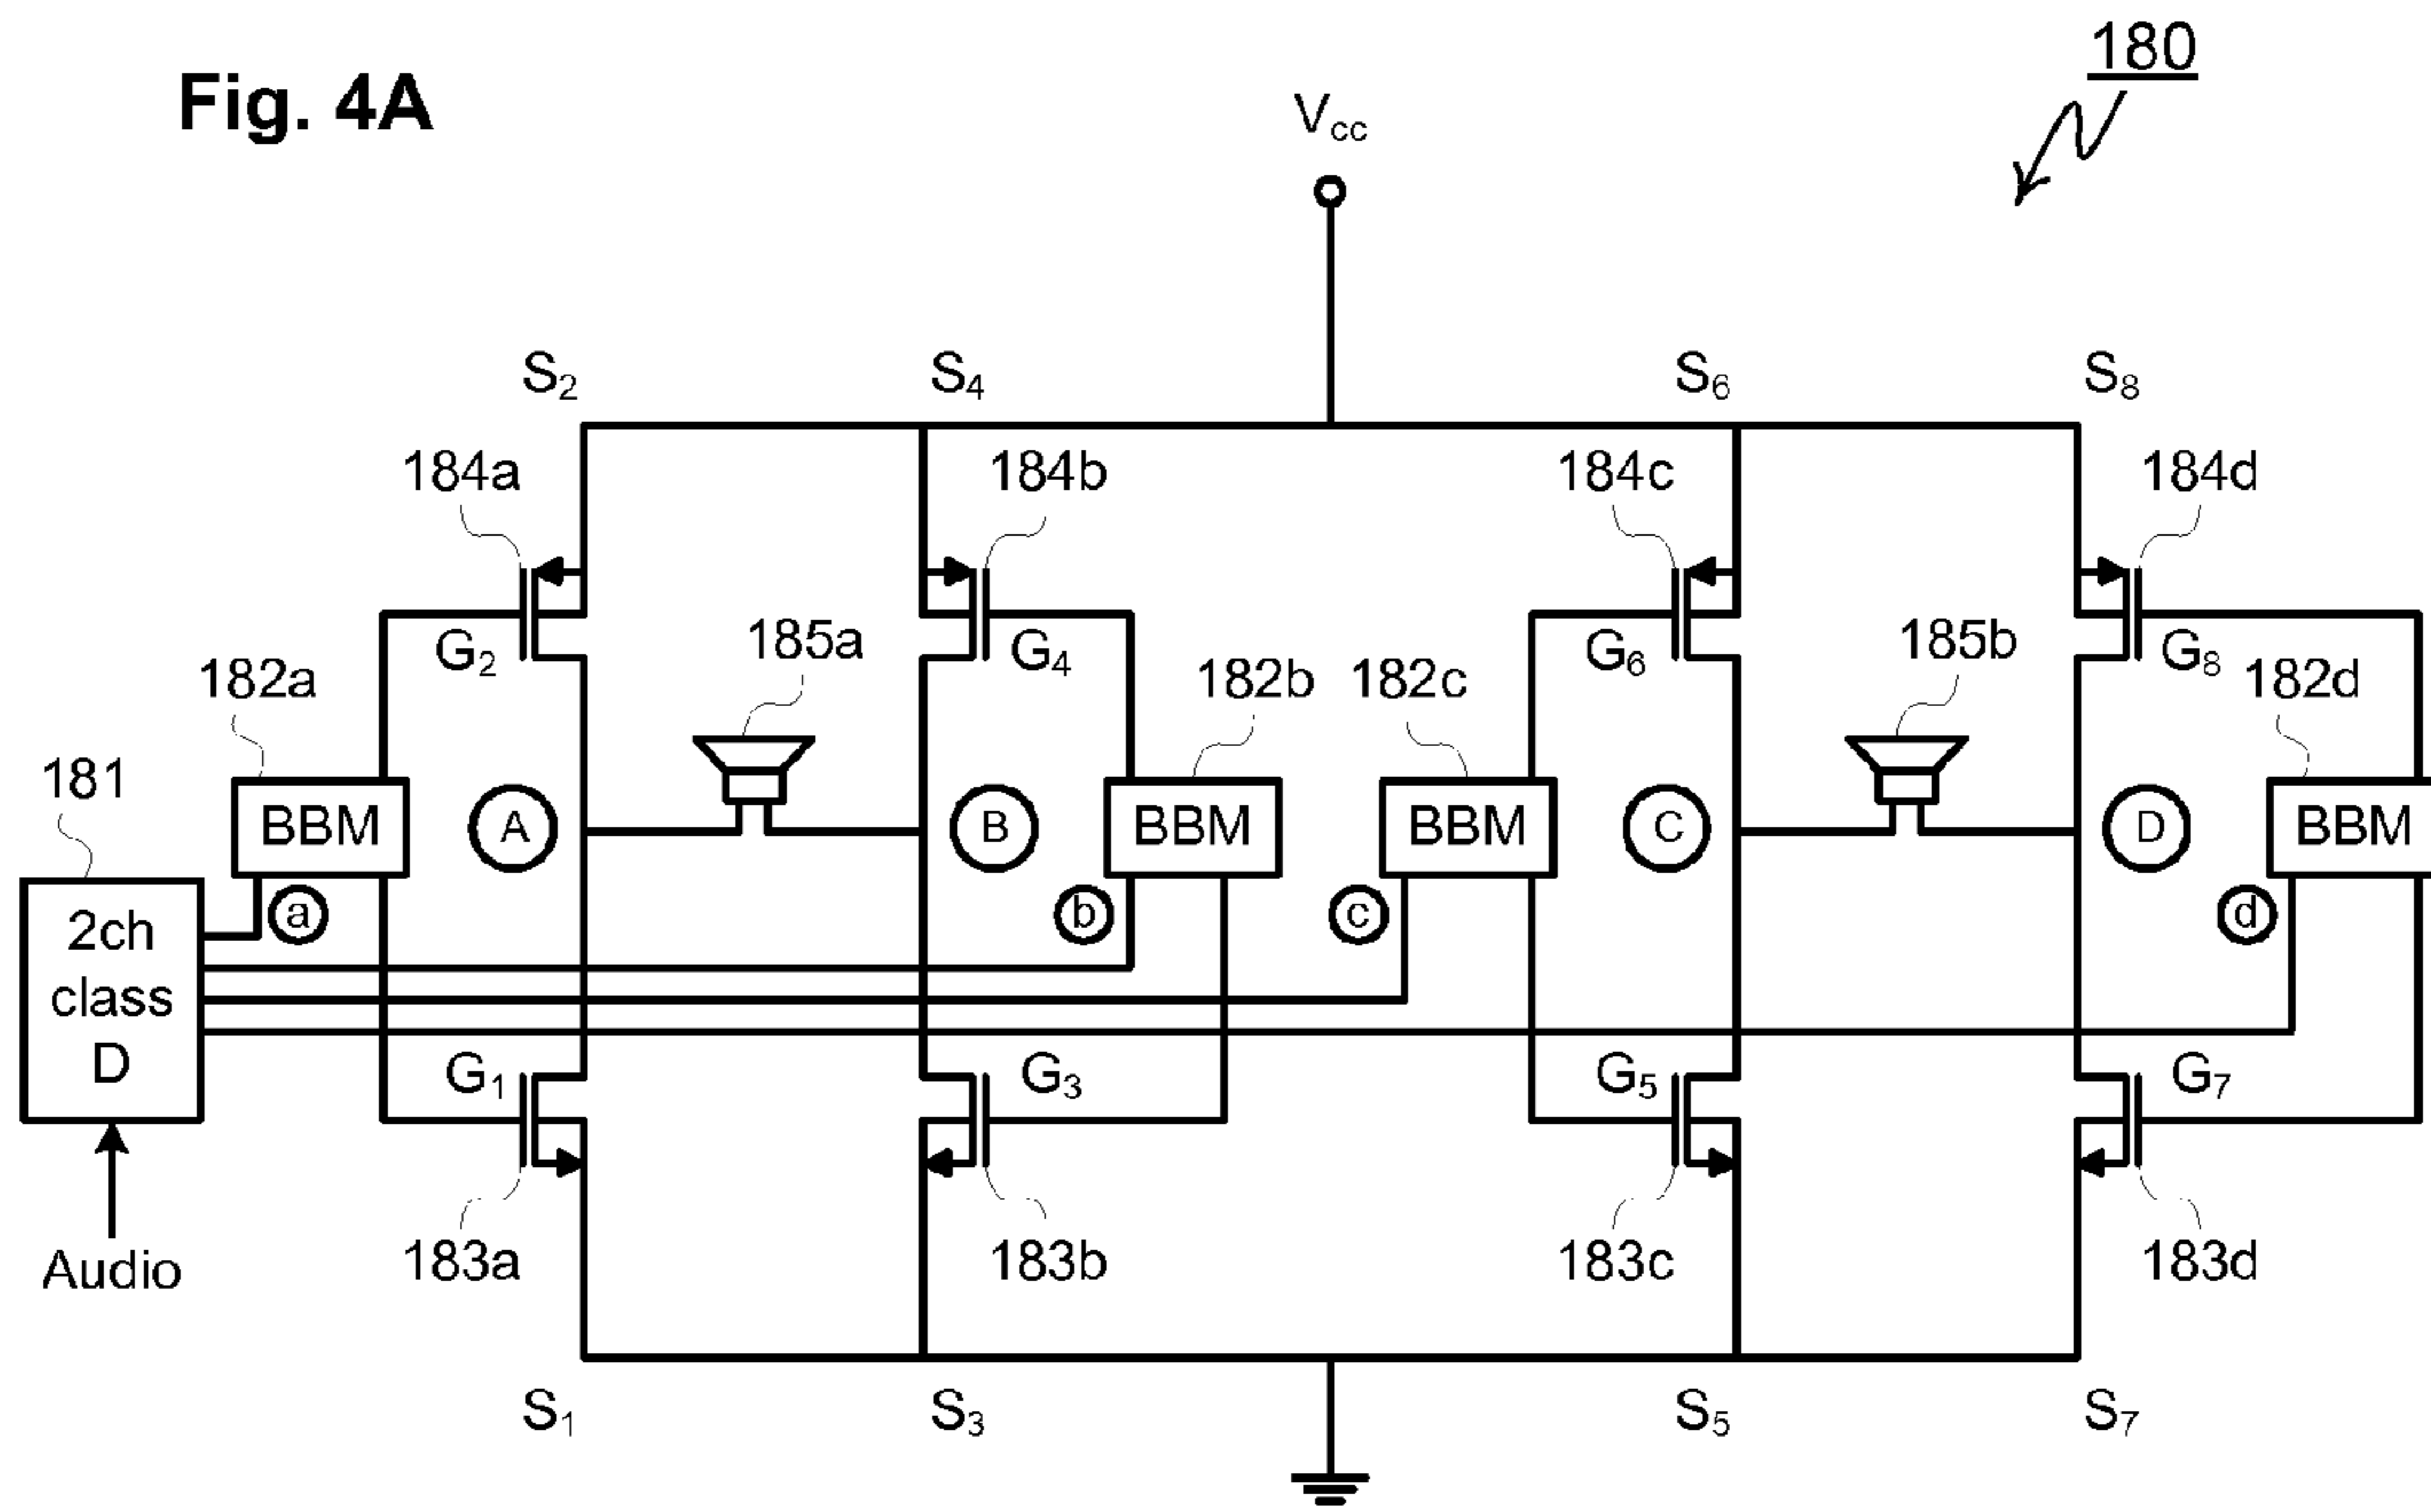 Fig. 4A
180
Vcc
S2 S4 S6 S8
184a 184b 184c 184d
G2 185a G4 G6 185b G8
182a 182b 182c 182d
181
BBM A B BBM BBM C D BBM
a b c d
2ch
class
D
G1 G3 G5 G7
Audio
183a 183b 183c 183d
S1 S3 S5 S7